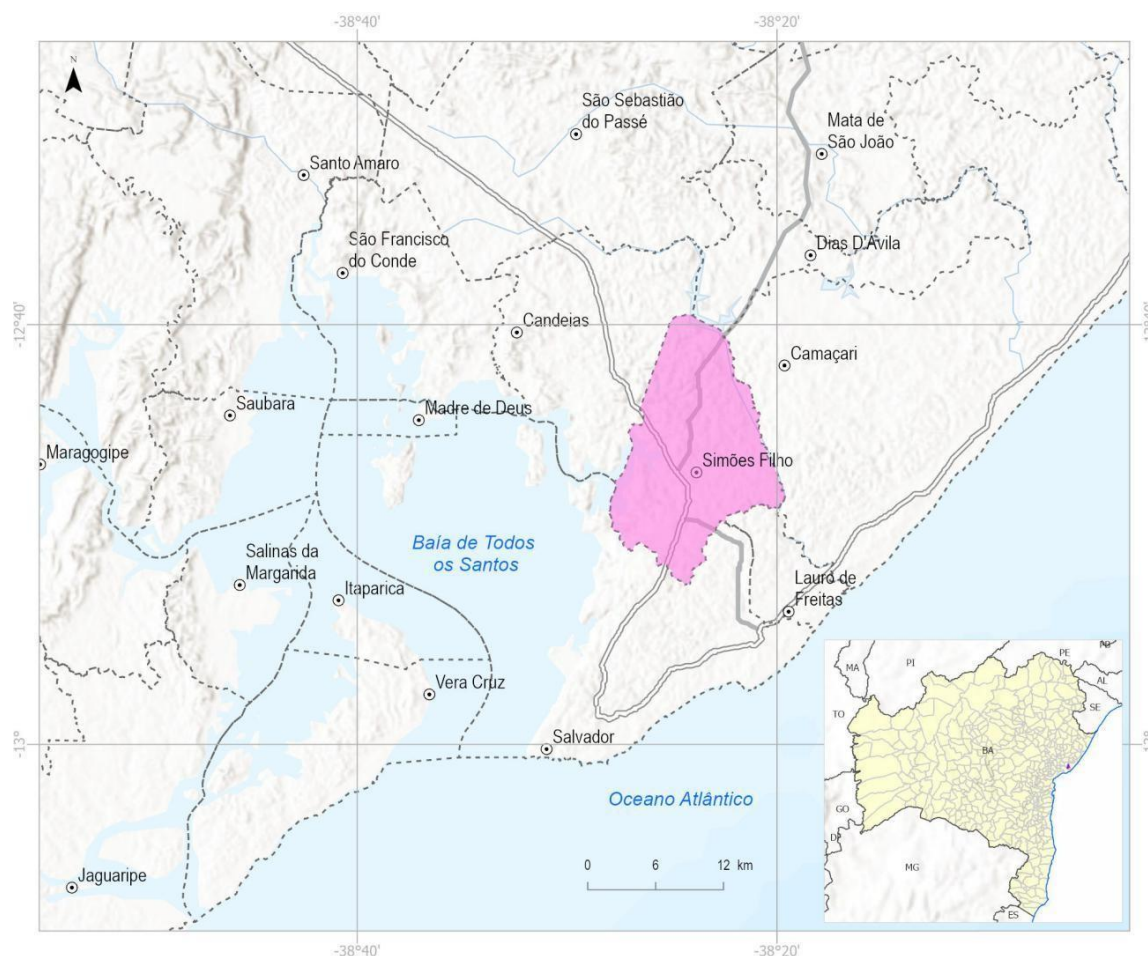 -38°40'
-38°20'
N
São Sebastião
do Passé
Mata de
São João
Santo Amaro
São Francisco
do Conde
Dias D'Ávila
-12°40'
Candeias
Camaçari
Saubara
Madre de Deus
Maragogipe
Simões Filho
Baía de Todos
os Santos
Salinas da
Margarida
Itaparica
Lauro de
Freitas
Vera Cruz
-13°
Salvador
Oceano Atlântico
0 6 12 km
Jaguaripe
MA
PI
PE
AL
SE
TO
BA
GO
DF
MG
ES
-38°40'
-38°20'